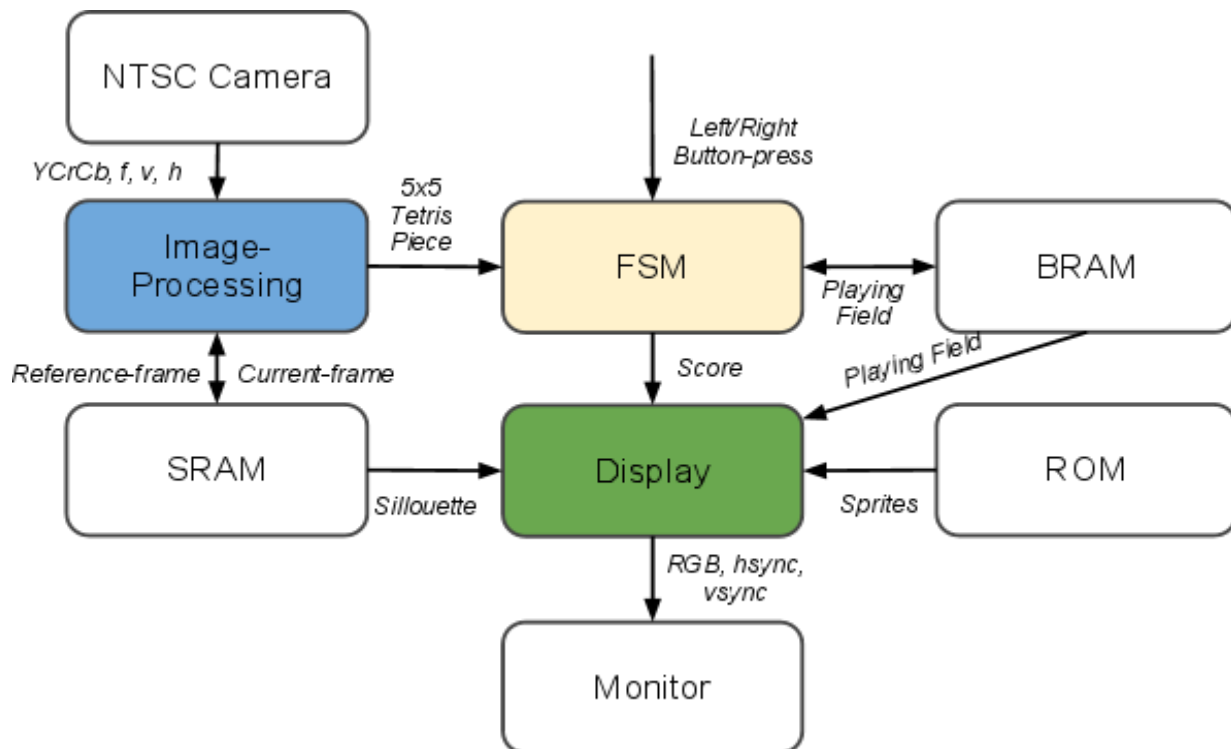 NTSC Camera
YCrCb, f, v, h
Left/Right
Button-press
5x5
Tetris
Piece
Image-
Processing
FSM
Playing
Field
BRAM
Reference-frame
Current-frame
Score
Playing Field
SRAM
Sillouette
Display
Sprites
ROM
RGB, hsync,
vsync
Monitor